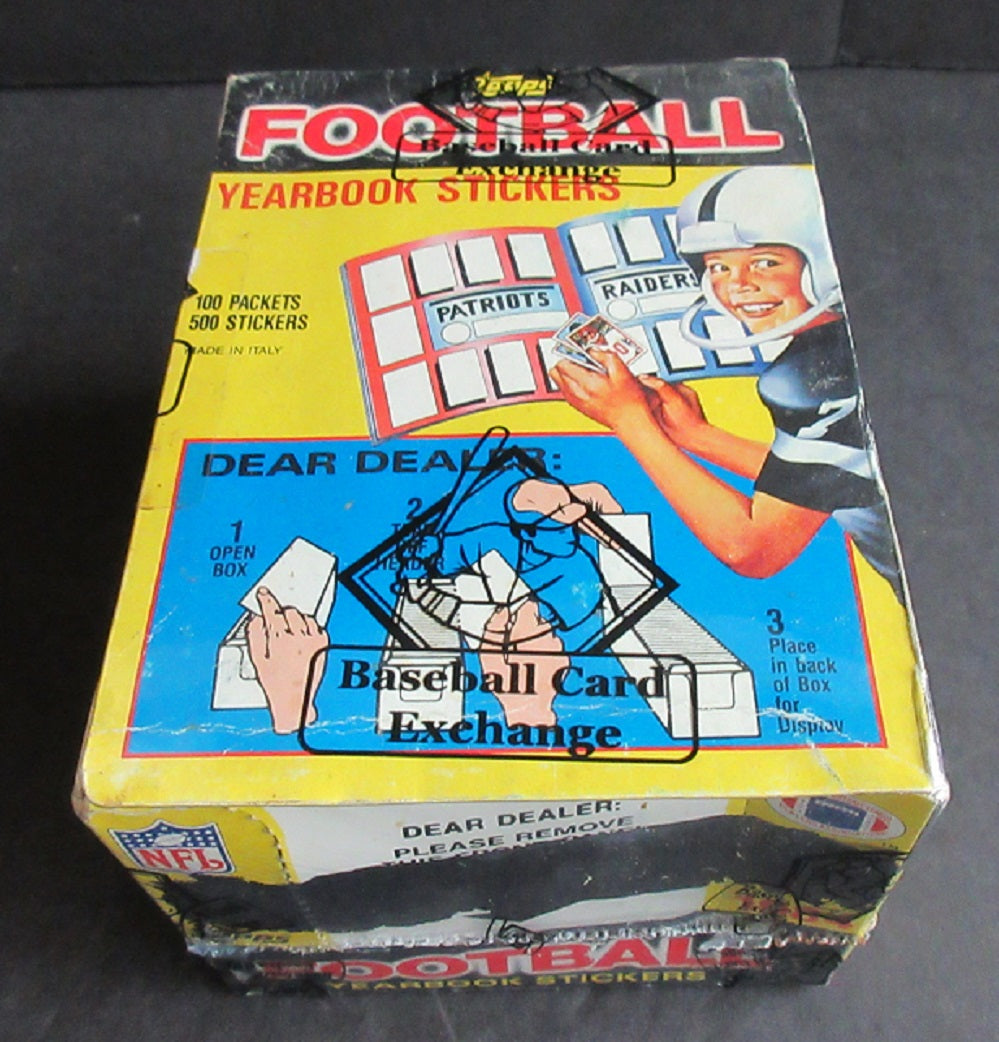 Topps
FOOTBALL
Baseball Card
Exchange
YEARBOOK STICKERS
PATRIOTS
RAIDERS
100 PACKETS
500 STICKERS
MADE IN ITALY
DEAR DEALER:
1
OPEN
BOX
2
HEADER
3
Place
in back
of Box
for
Display
Baseball Card
Exchange
DEAR DEALER:
PLEASE REMOVE
NFL
FOOTBALL
YEARBOOK STICKERS